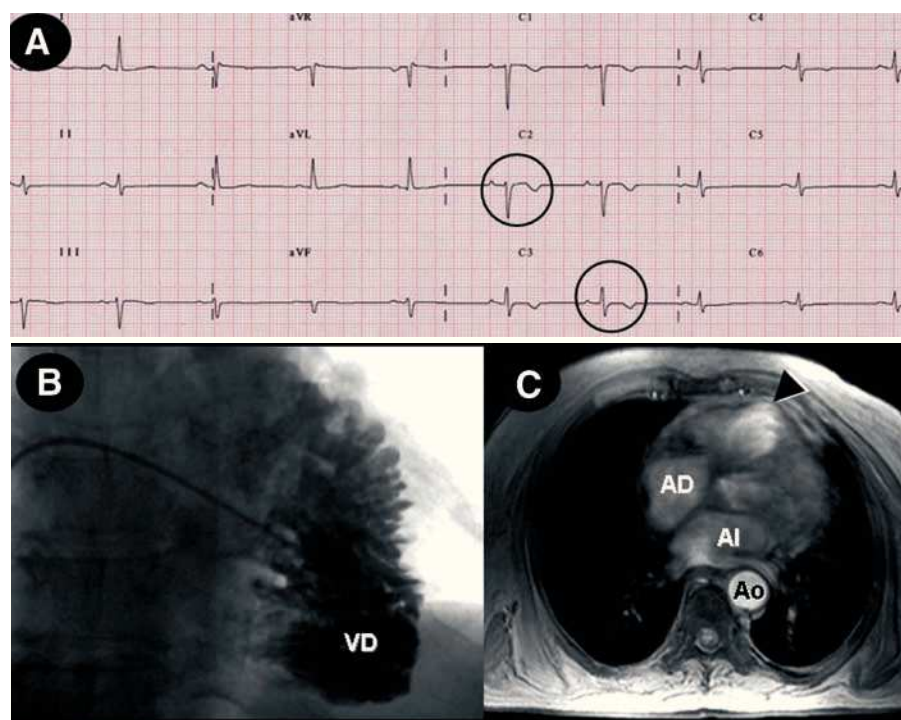 A
I aVR C1 C4
II aVL C2 C5
III aVF C3 C6
B
VD
C
AD
AI
Ao